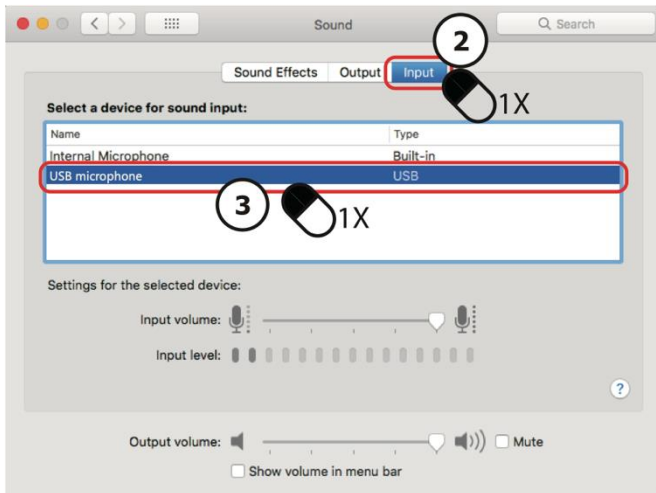 Sound
Search
2
Sound Effects Output Input
1X
Select a device for sound input:
Name Type
Internal Microphone Built-in
USB microphone USB
3
1X
Settings for the selected device:
Input volume:
Input level:
?
Output volume: Mute
Show volume in menu bar